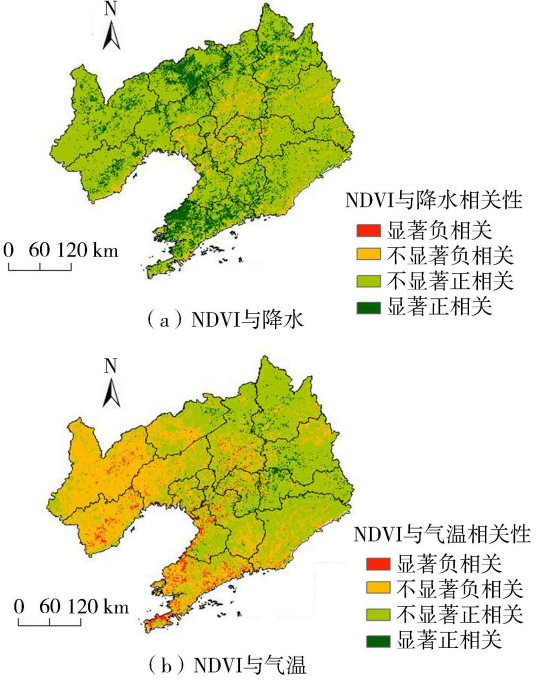 N
NDVI与降水相关性
显著负相关
不显著负相关
不显著正相关
显著正相关
0 60 120 km
（a）NDVI与降水
N
NDVI与气温相关性
显著负相关
不显著负相关
不显著正相关
显著正相关
0 60 120 km
（b）NDVI与气温